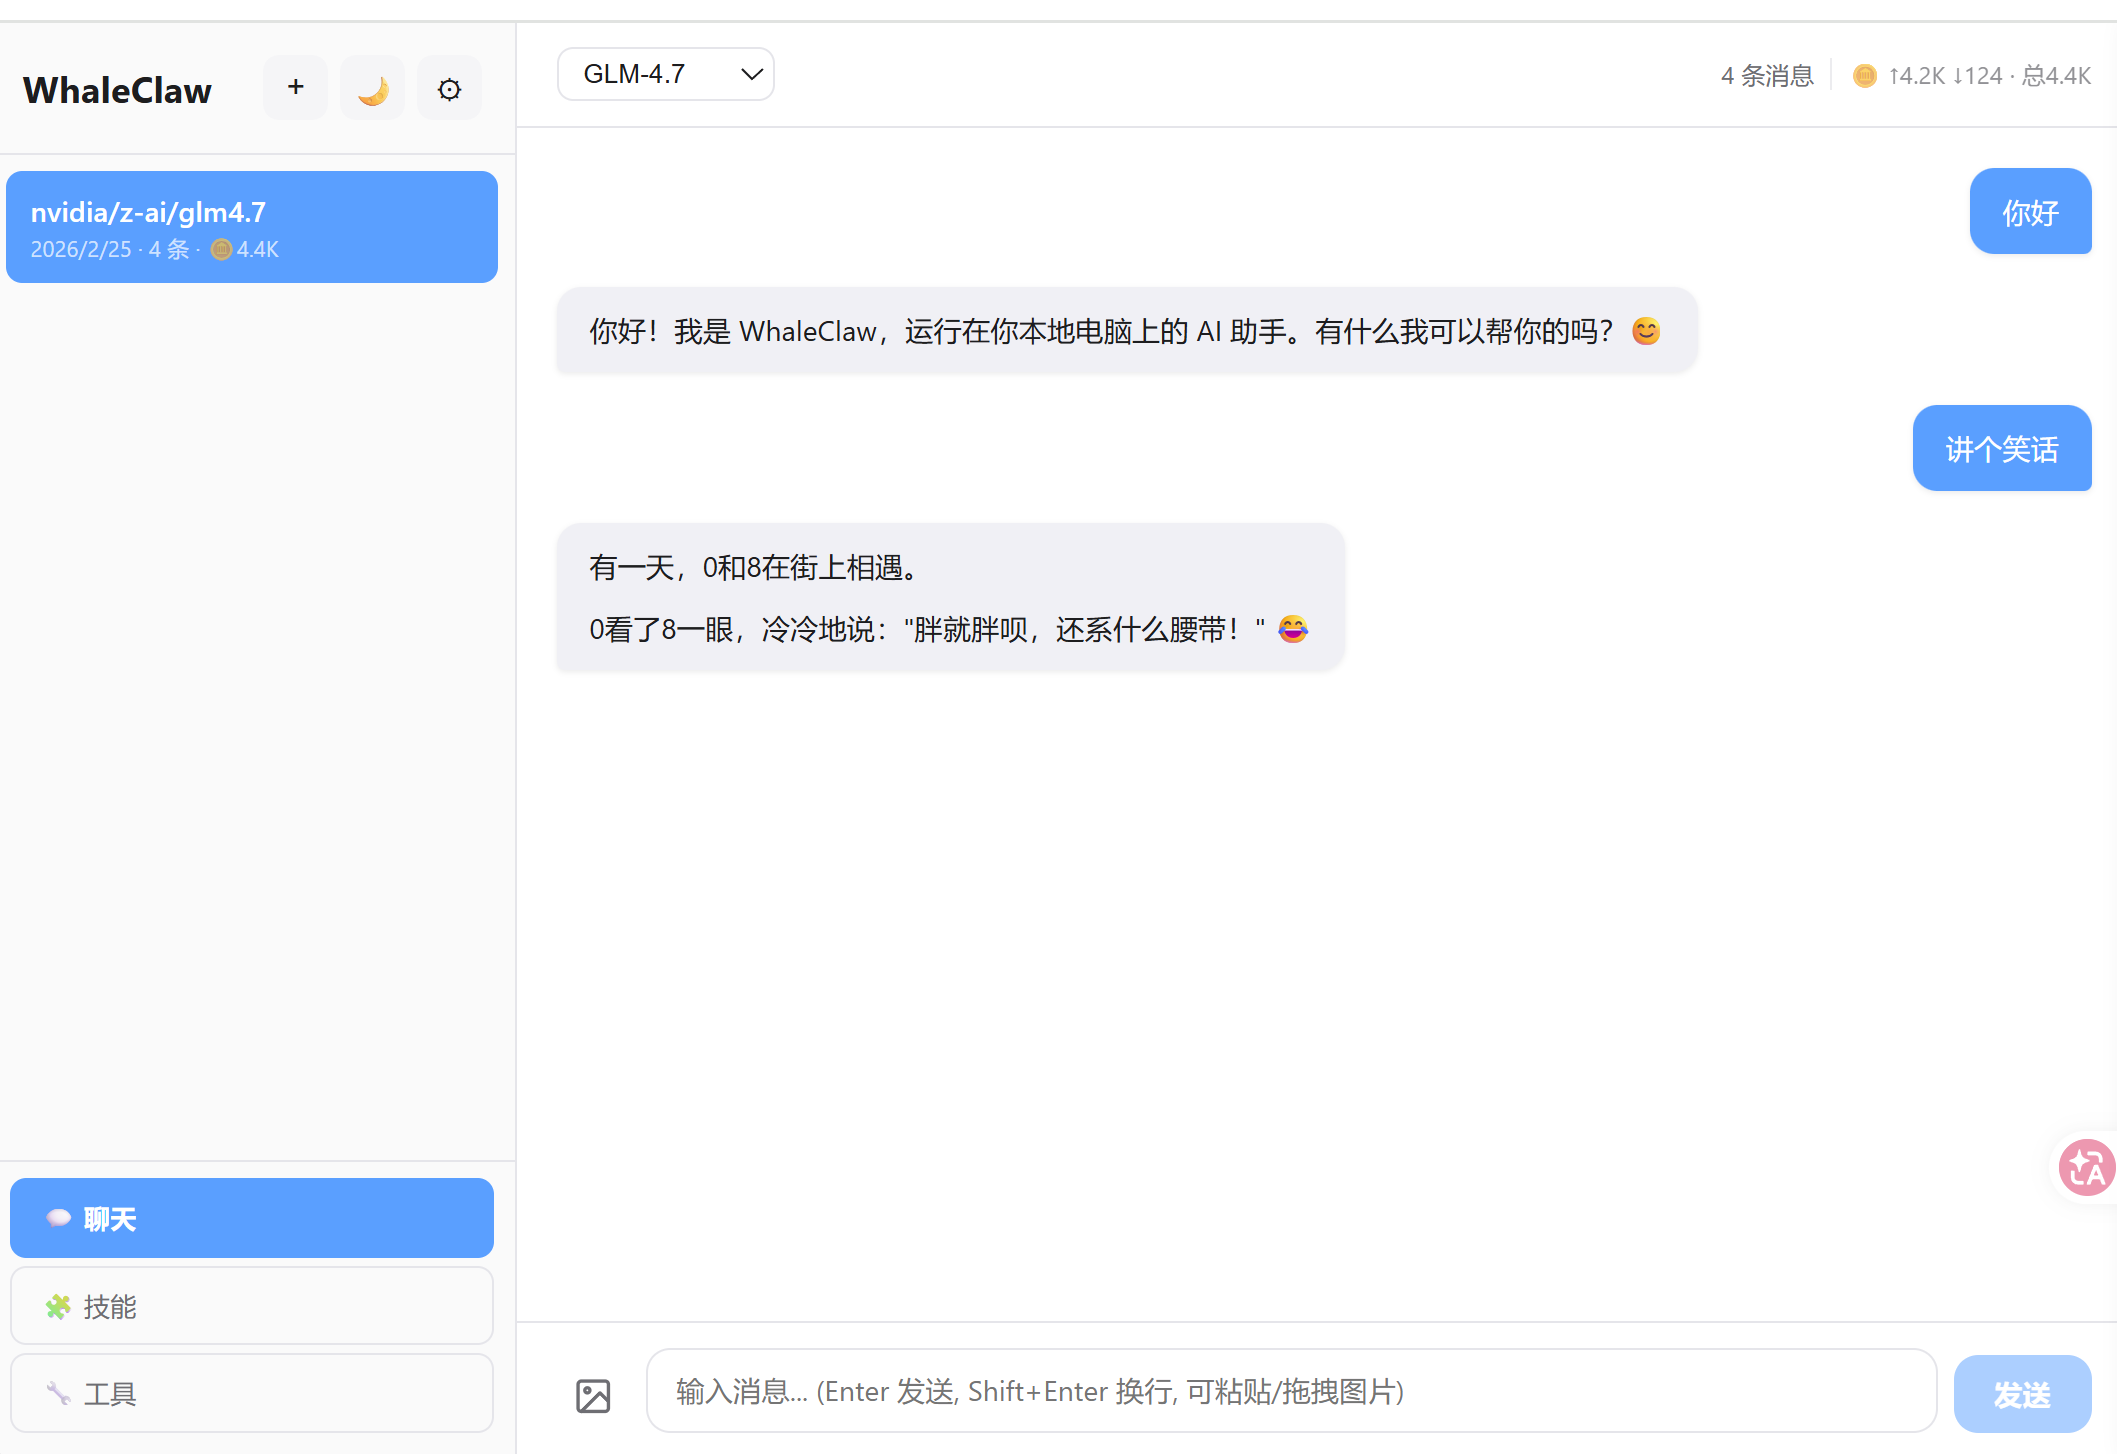 WhaleClaw
+
nvidia/z-ai/glm4.7
2026/2/25 · 4 条 · 4.4K
聊天
技能
工具
GLM-4.7
4 条消息
↑4.2K ↓124 · 总4.4K
你好
你好！我是 WhaleClaw，运行在你本地电脑上的 AI 助手。有什么我可以帮你的吗？😊
讲个笑话
有一天，0和8在街上相遇。
0看了8一眼，冷冷地说："胖就胖呗，还系什么腰带！" 😂
输入消息... (Enter 发送, Shift+Enter 换行, 可粘贴/拖拽图片)
发送